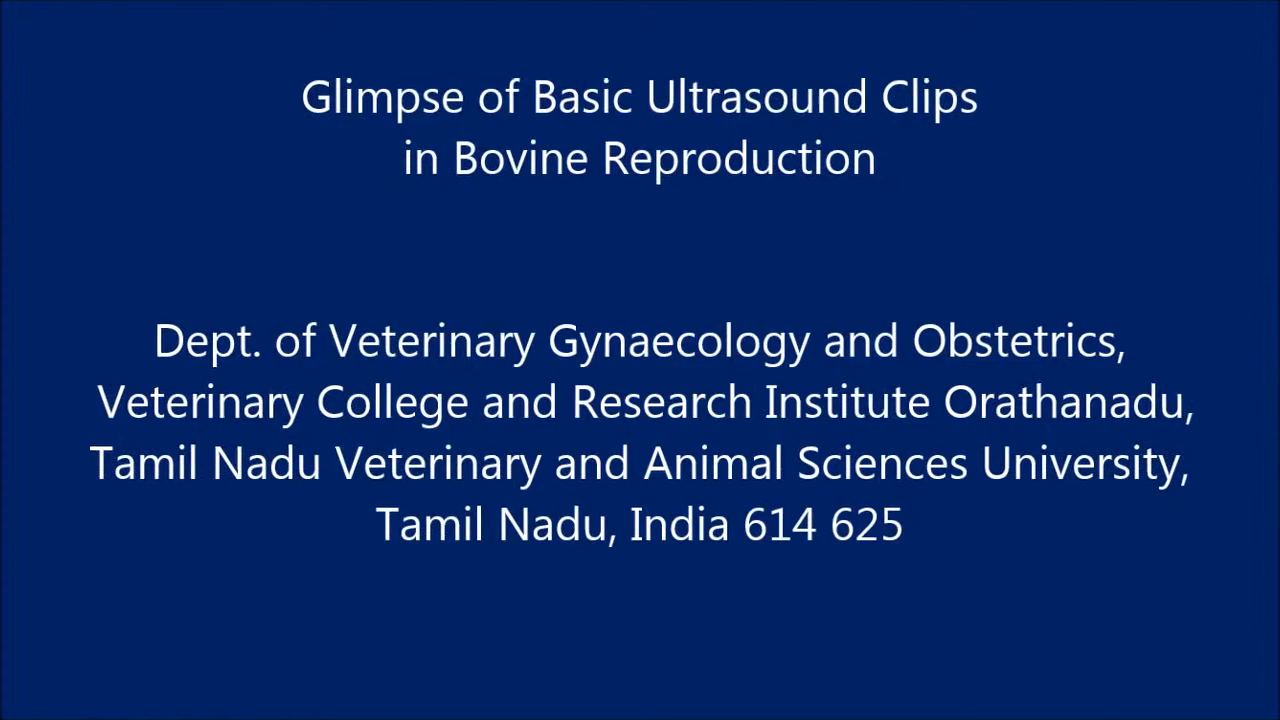 Glimpse of Basic Ultrasound Clips
in Bovine Reproduction
Dept. of Veterinary Gynaecology and Obstetrics,
Veterinary College and Research Institute Orathanadu,
Tamil Nadu Veterinary and Animal Sciences University,
Tamil Nadu, India 614 625